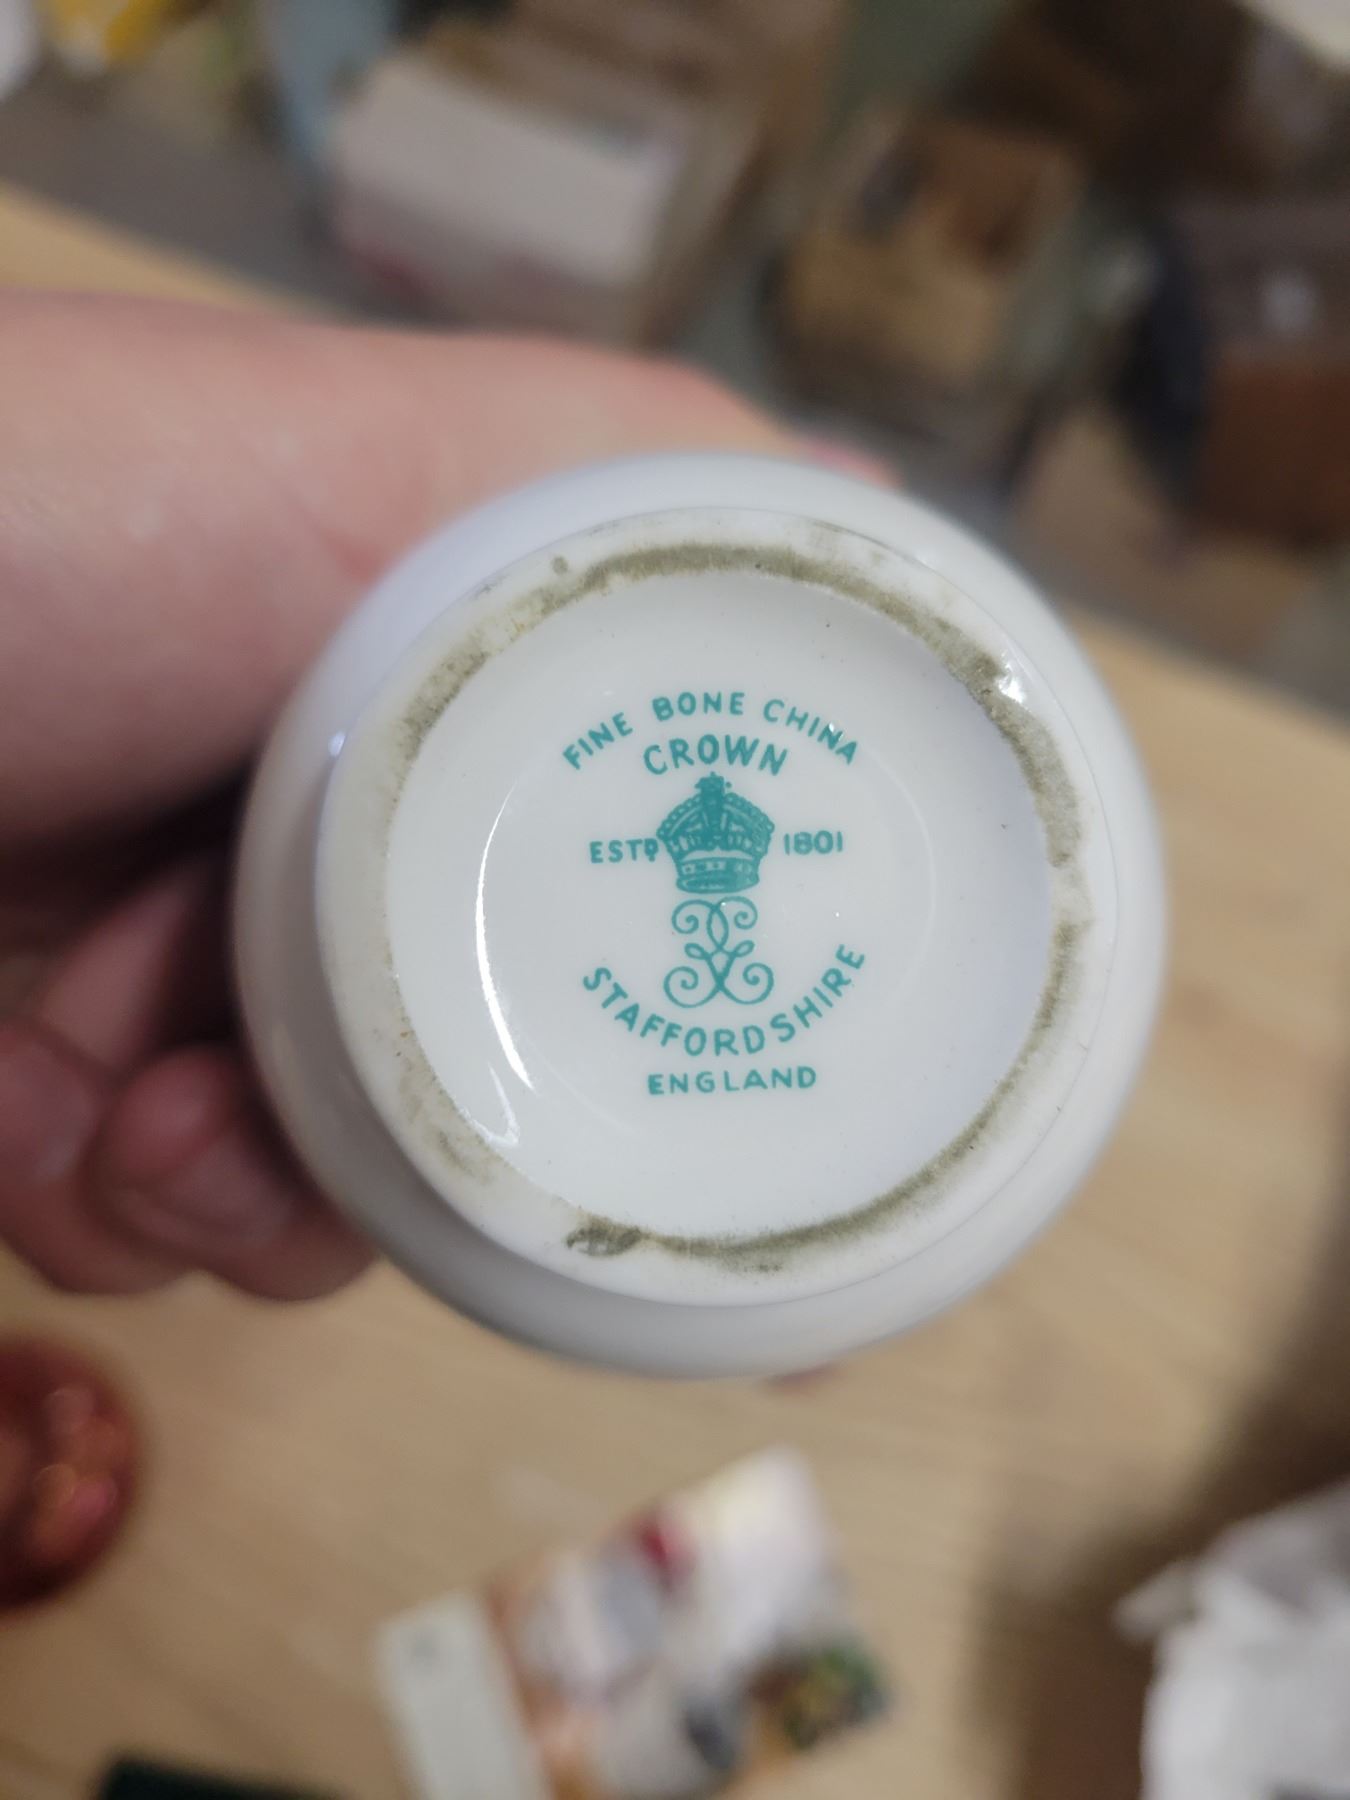 FINE BONE CHINA
CROWN
ESTD 1801
STAFFORDSHIRE
ENGLAND